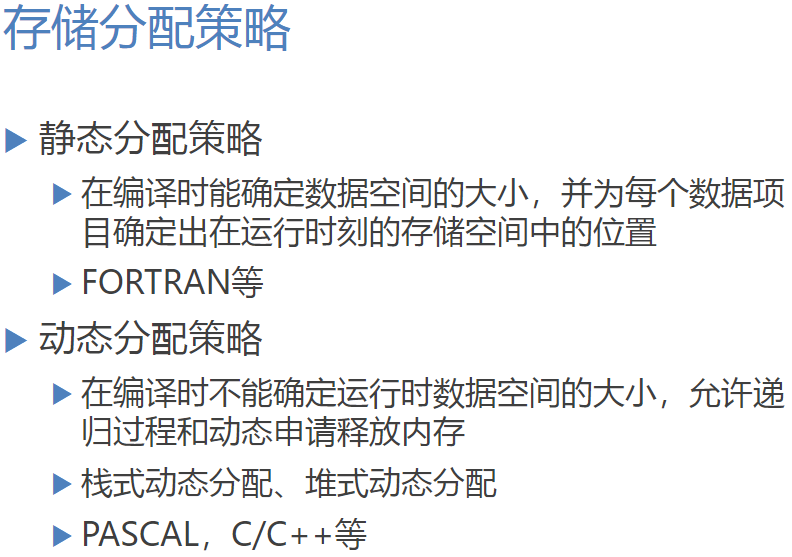 存储分配策略
静态分配策略
在编译时能确定数据空间的大小，并为每个数据项
目确定出在运行时刻的存储空间中的位置
FORTRAN等
动态分配策略
在编译时不能确定运行时数据空间的大小，允许递
归过程和动态申请释放内存
栈式动态分配、堆式动态分配
PASCAL，C/C++等